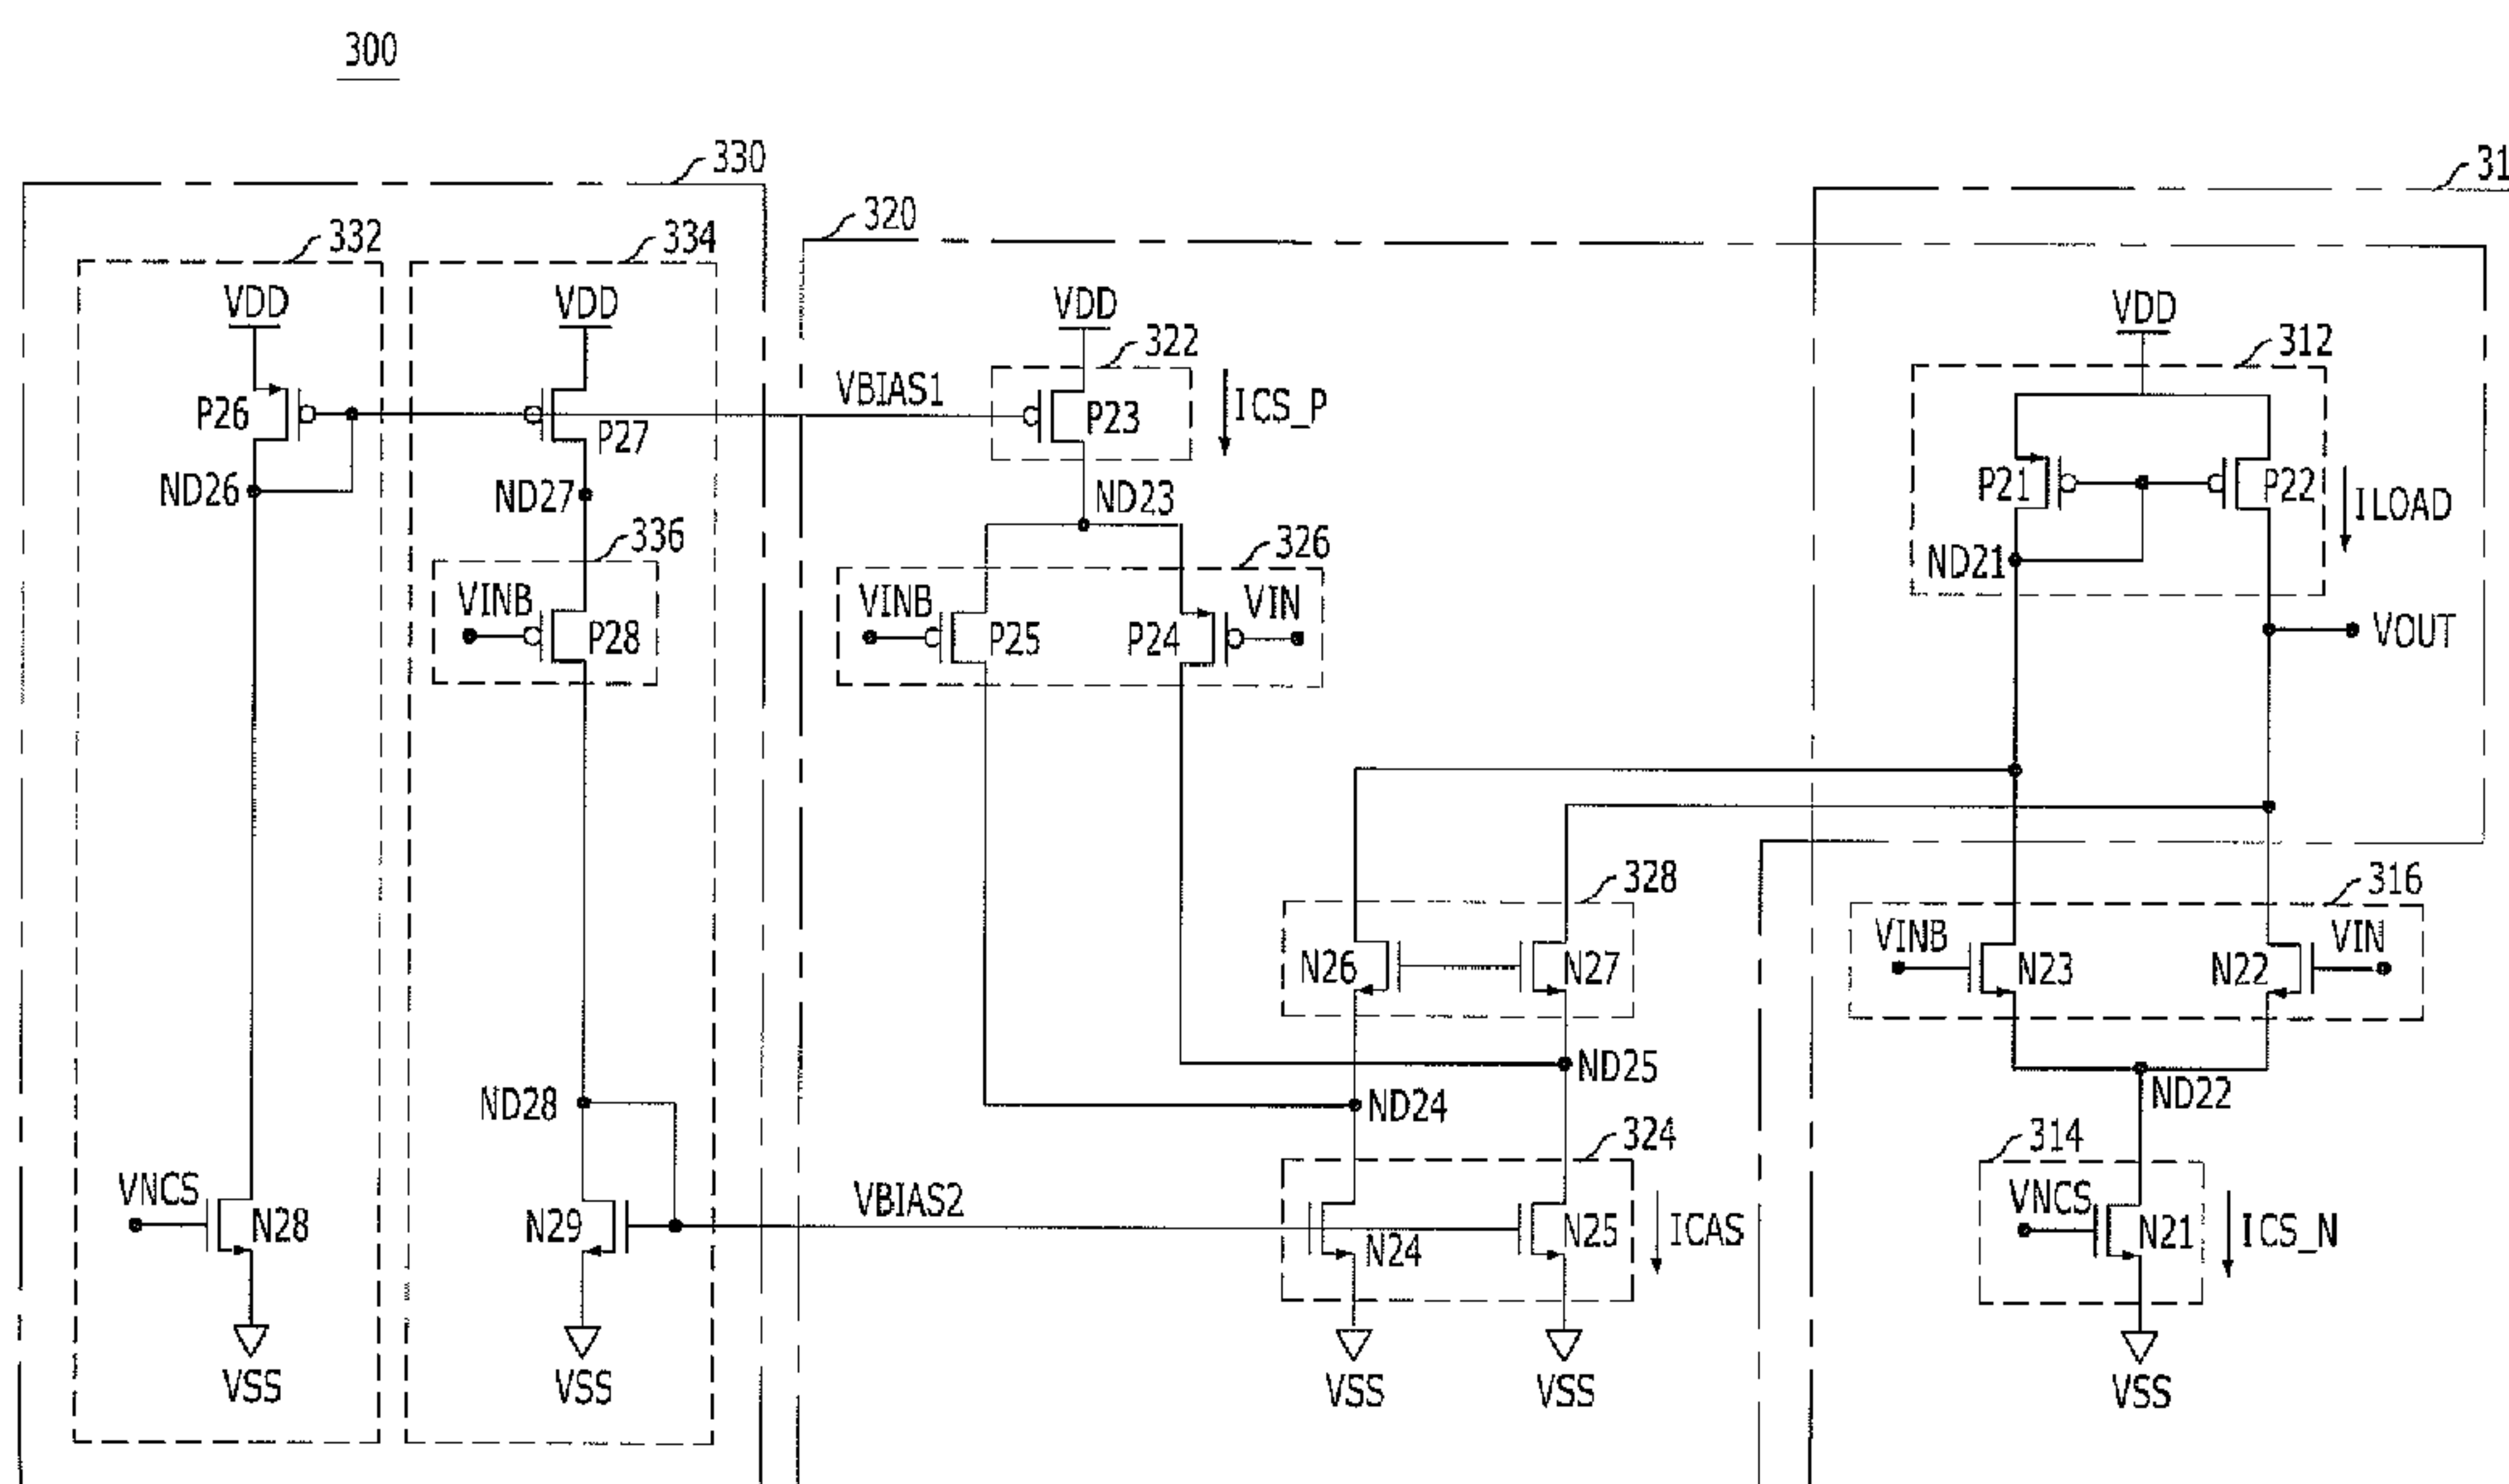 300
330
31
320
332
334
VDD
VDD
VDD
VDD
322
312
VBIAS1
ICS_P
P26
P27
P23
P21
P22
ILOAD
ND26
ND27
ND23
336
326
ND21
VINB
P28
VINB
P25
P24
VIN
VOUT
328
316
N26
N27
VINB
N23
N22
VIN
ND25
ND28
ND24
ND22
324
314
VNCS
N28
N29
VBIAS2
N24
N25
ICAS
VNCS
N21
ICS_N
VSS
VSS
VSS
VSS
VSS